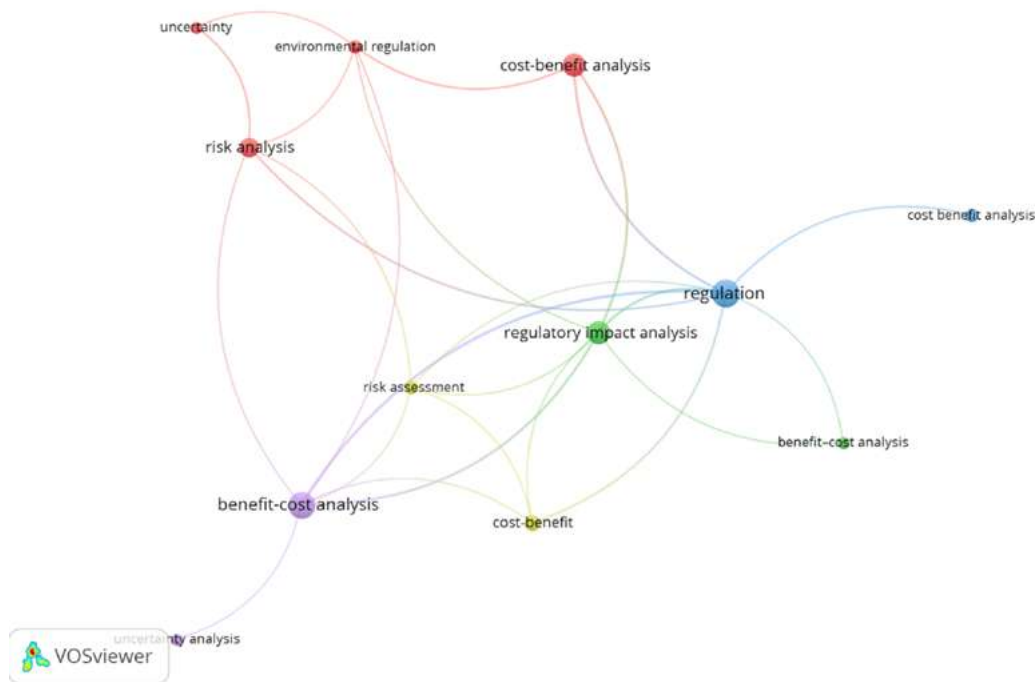 uncertainty
environmental regulation
cost-benefit analysis
risk analysis
cost benefit analysis
regulation
regulatory impact analysis
risk assessment
benefit–cost analysis
benefit-cost analysis
cost-benefit
uncertainty analysis
VOSviewer